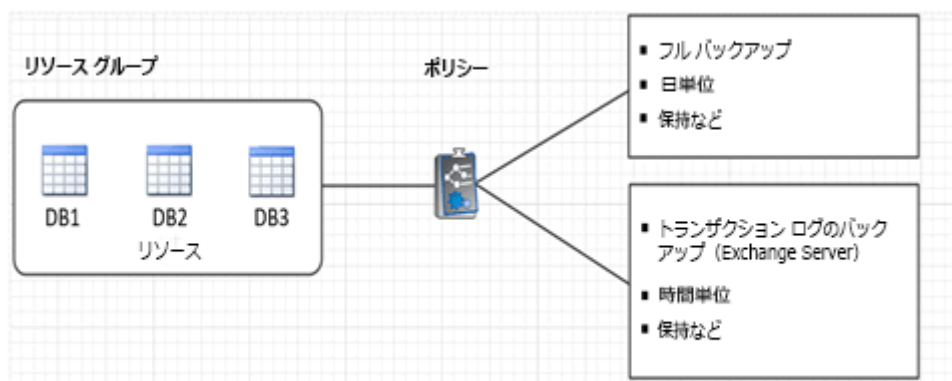 リソース グループ
DB1
DB2
DB3
リソース
ポリシー
▪ フル バックアップ
▪ 日単位
▪ 保持など
▪ トランザクション ログのバック
アップ（Exchange Server）
▪ 時間単位
▪ 保持など